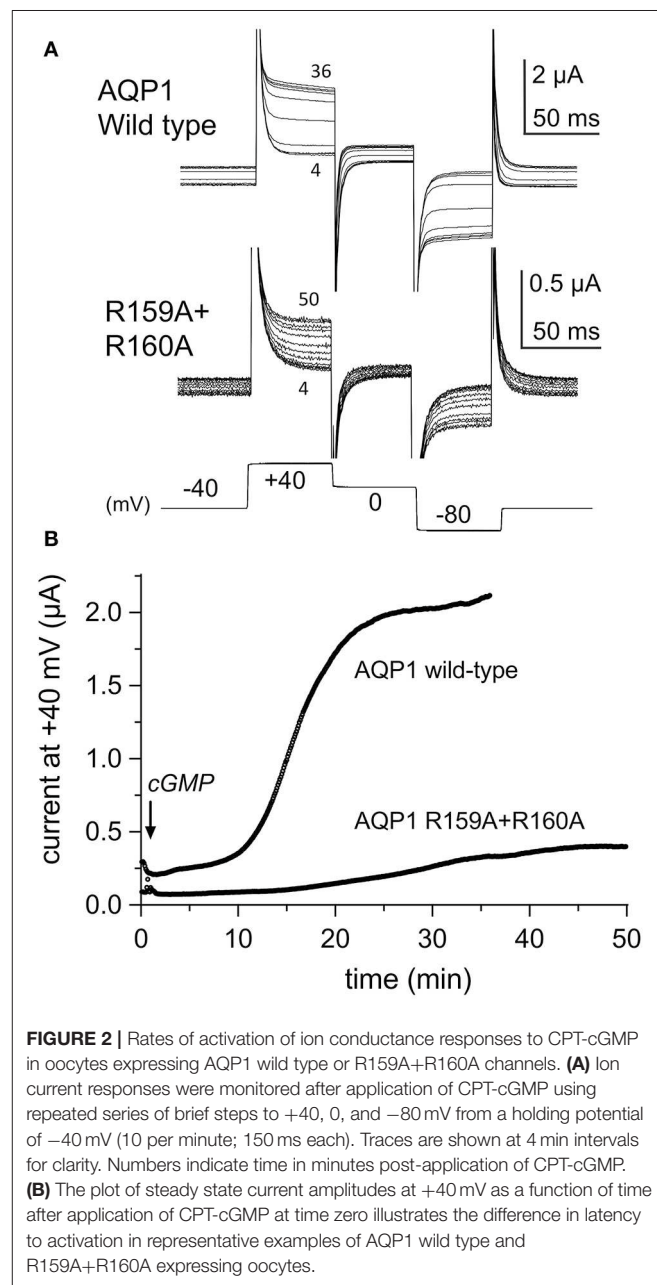 A
AQP1
Wild type
36
4
2 µA
50 ms
R159A+
R160A
50
4
0.5 µA
50 ms
(mV)
-40
+40
0
-80
B
current at +40 mV (µA)
2.0
1.5
1.0
0.5
0.0
cGMP
AQP1 wild-type
AQP1 R159A+R160A
0
10
20
30
40
50
time (min)
FIGURE 2 | Rates of activation of ion conductance responses to CPT-cGMP
in oocytes expressing AQP1 wild type or R159A+R160A channels. (A) Ion
current responses were monitored after application of CPT-cGMP using
repeated series of brief steps to +40, 0, and −80 mV from a holding potential
of −40 mV (10 per minute; 150 ms each). Traces are shown at 4 min intervals
for clarity. Numbers indicate time in minutes post-application of CPT-cGMP.
(B) The plot of steady state current amplitudes at +40 mV as a function of time
after application of CPT-cGMP at time zero illustrates the difference in latency
to activation in representative examples of AQP1 wild type and
R159A+R160A expressing oocytes.